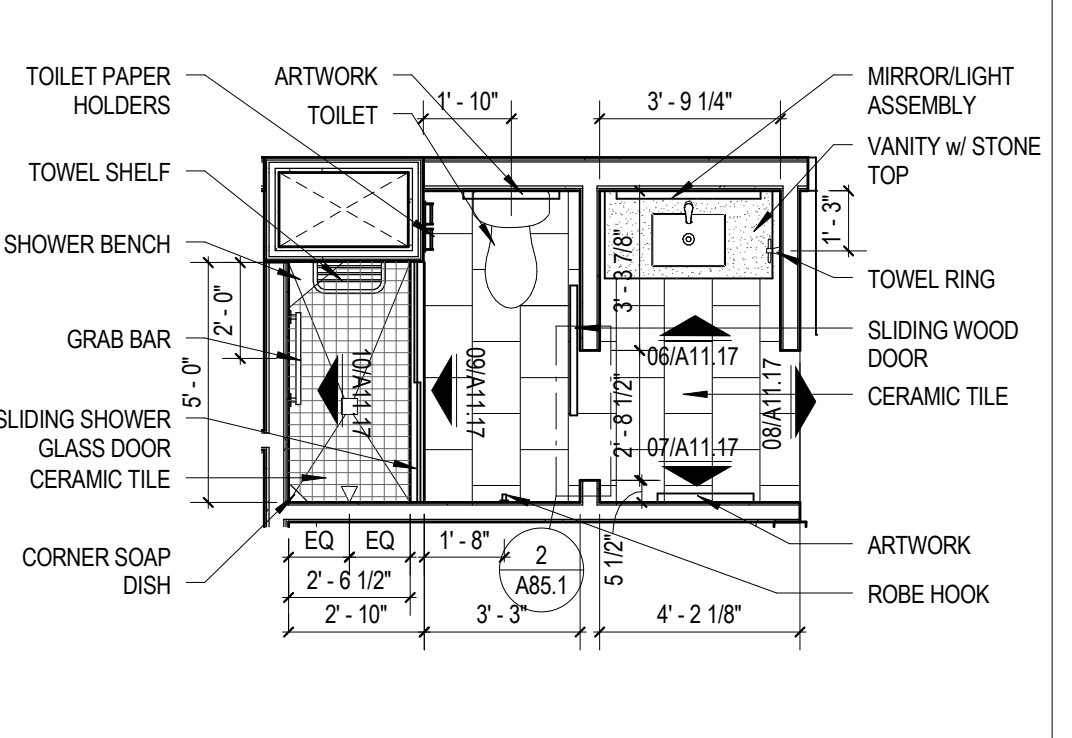 TOILET PAPER
HOLDERS
ARTWORK
TOILET
1' - 10"
3' - 9 1/4"
MIRROR/LIGHT
ASSEMBLY
VANITY w/ STONE
TOP
TOWEL SHELF
SHOWER BENCH
1' - 3"
TOWEL RING
2' - 0"
3' - 3 7/8"
GRAB BAR
SLIDING WOOD
DOOR
5' - 0"
10/A11.17
09/A11.17
06/A11.17
08/A11.17
CERAMIC TILE
2' - 8 1/2"
SLIDING SHOWER
GLASS DOOR
07/A11.17
CERAMIC TILE
CORNER SOAP
DISH
EQ
EQ
1' - 8"
2
A85.1
5 1/2"
ARTWORK
ROBE HOOK
2' - 6 1/2"
2' - 10"
3' - 3"
4' - 2 1/8"